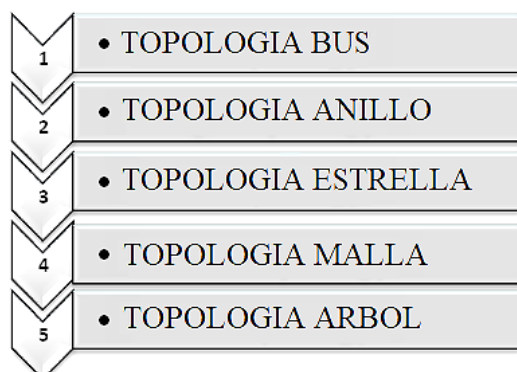 1 • TOPOLOGIA BUS
2 • TOPOLOGIA ANILLO
3 • TOPOLOGIA ESTRELLA
4 • TOPOLOGIA MALLA
5 • TOPOLOGIA ARBOL